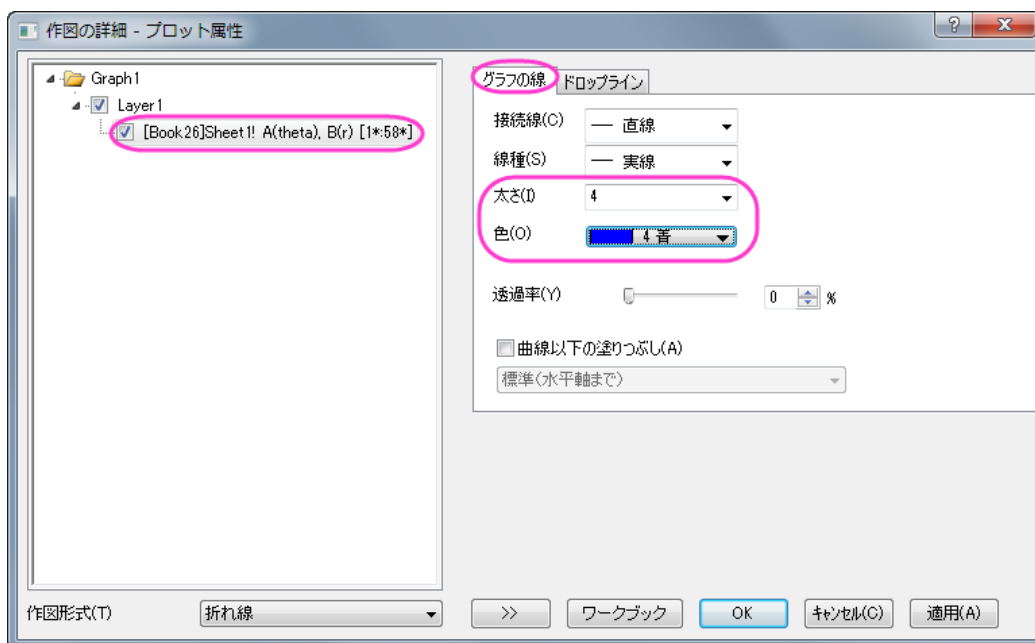 作図の詳細 - プロット属性
Graph1
Layer1
[Book26]Sheet1! A(theta), B(r) [1*:58*]
グラフの線 ドロップライン
接続線(C) 直線
線種(S) 実線
太さ(I) 4
色(O) 4 青
透過率(Y) 0 %
曲線以下の塗りつぶし(A)
標準(水平軸まで)
作図形式(T) 折れ線 >> ワークブック OK キャンセル(C) 適用(A)